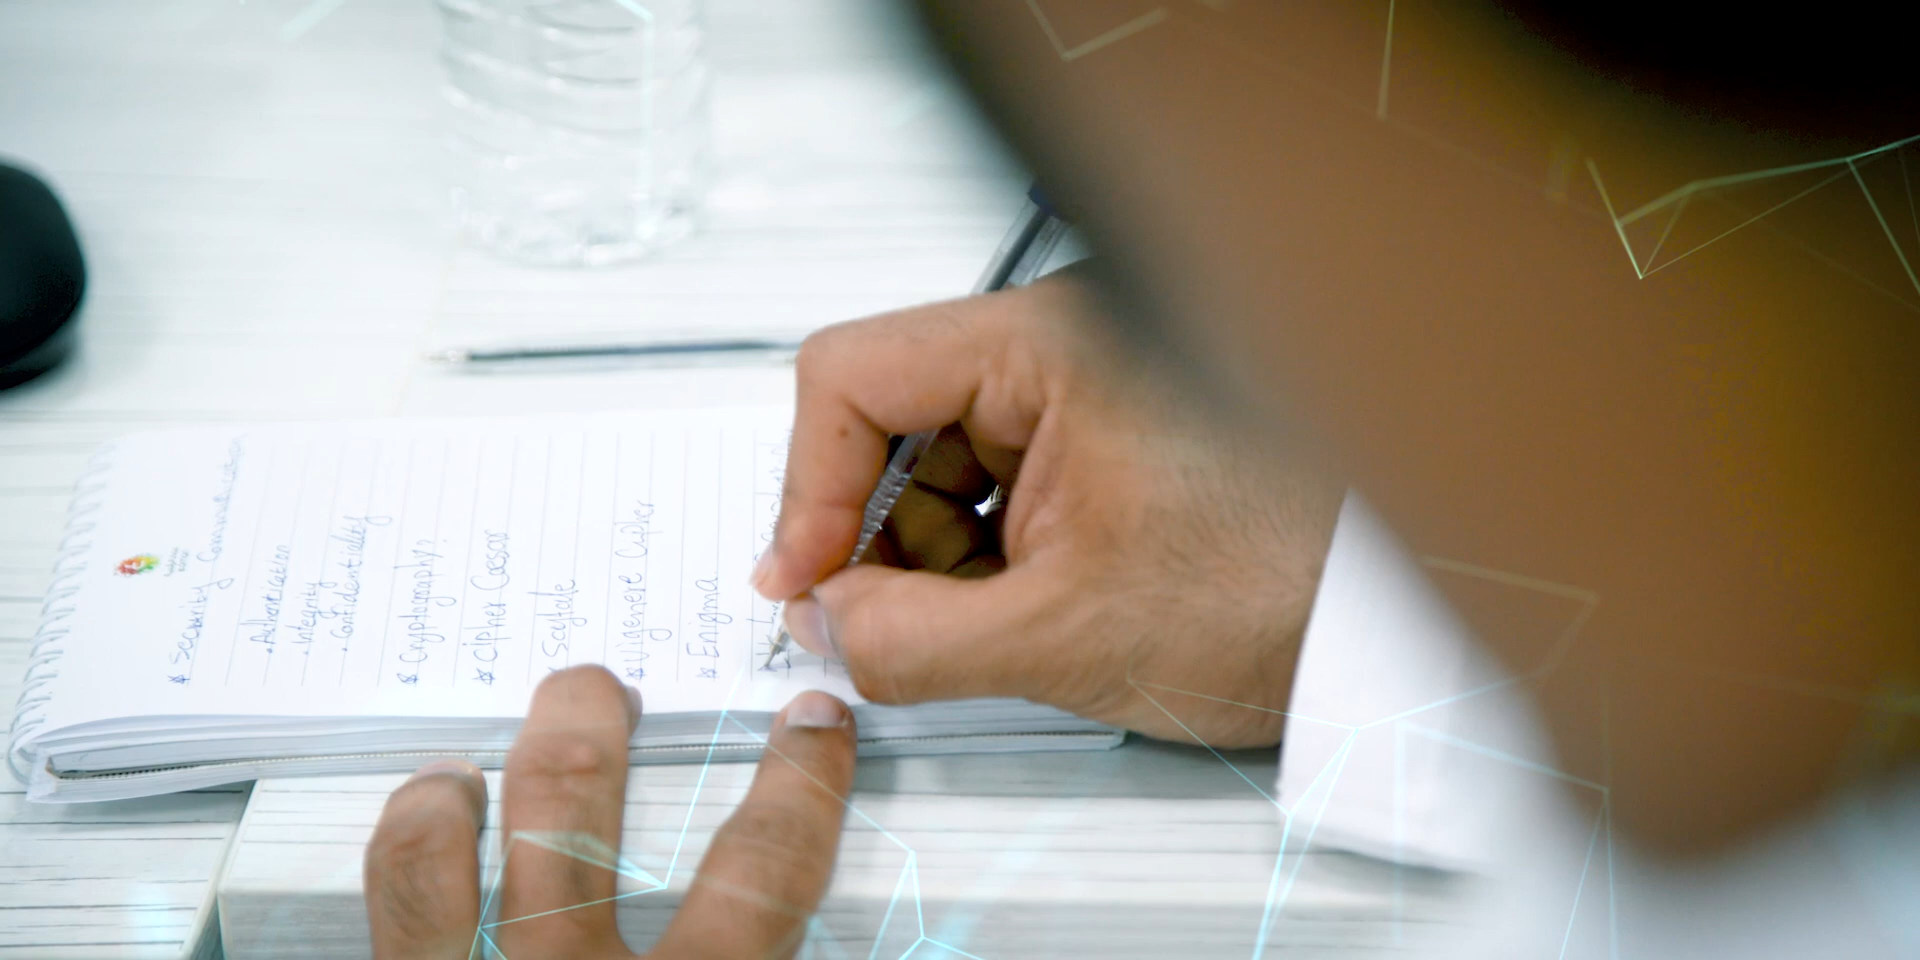 * Security Communication
. Authentication
. integrity
. Confidentiality
* Cryptography?
* Cipher Caesar
* Scytale
* Vigenere Cipher
* Enigma